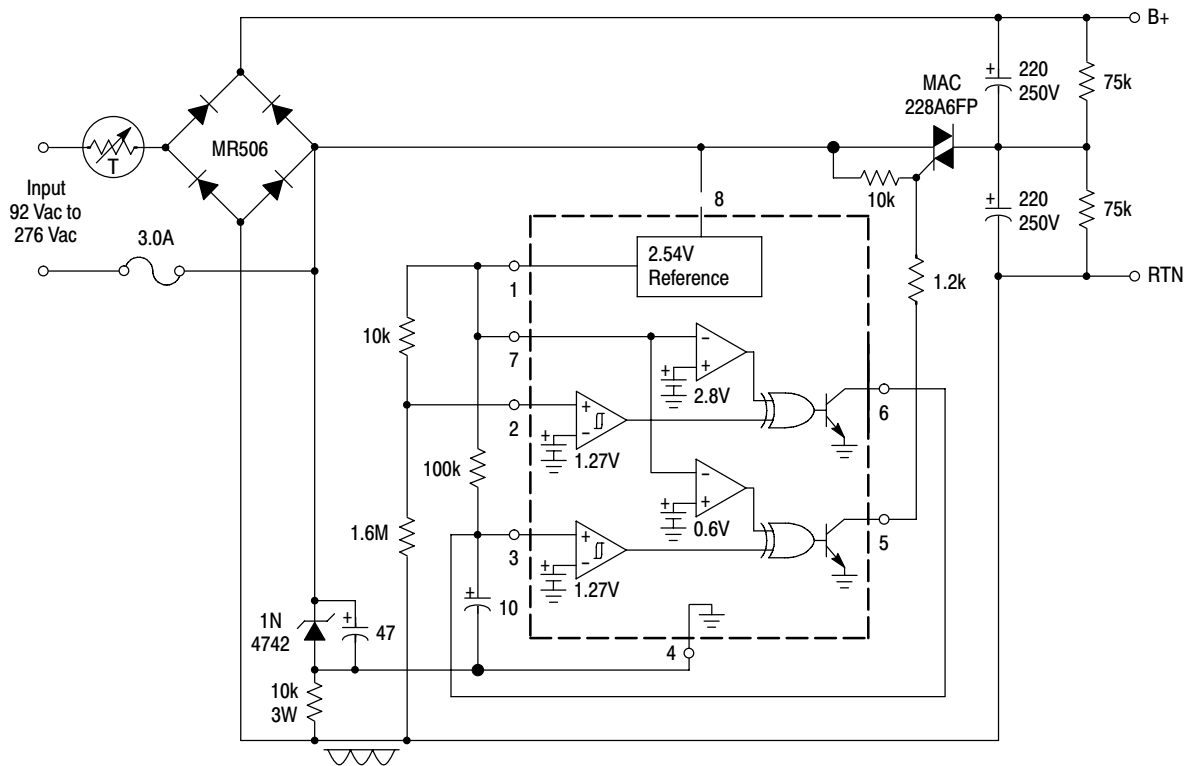 B+
220
250V
75k
MAC
228A6FP
MR506
T
10k
Input
92 Vac to
276 Vac
3.0A
8
220
250V
75k
2.54V
Reference
1.2k
RTN
1
10k
7
2.8V
6
2
1.27V
100k
0.6V
1.6M
3
5
1.27V
10
1N
4742
47
4
10k
3W